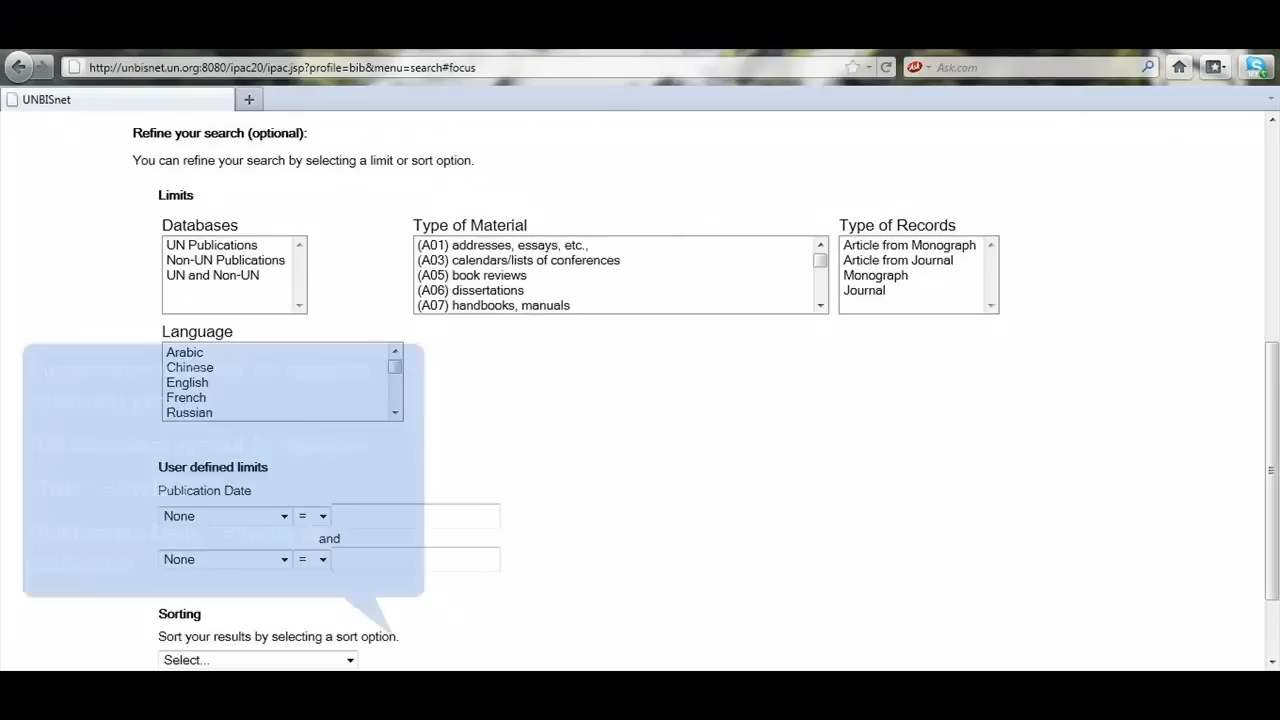 http://unbisnet.un.org:8080/ipac20/ipac.jsp?profile=bib&menu=search#focus
Ask.com
UNBISnet
Refine your search (optional):
You can refine your search by selecting a limit or sort option.
Limits
Databases
UN Publications
Non-UN Publications
UN and Non-UN
Type of Material
(A01) addresses, essays, etc.,
(A03) calendars/lists of conferences
(A05) book reviews
(A06) dissertations
(A07) handbooks, manuals
Type of Records
Article from Monograph
Article from Journal
Monograph
Journal
Language
Arabic
Chinese
English
French
Russian
User defined limits
Publication Date
None =
and
None =
Sorting
Sort your results by selecting a sort option.
Select...